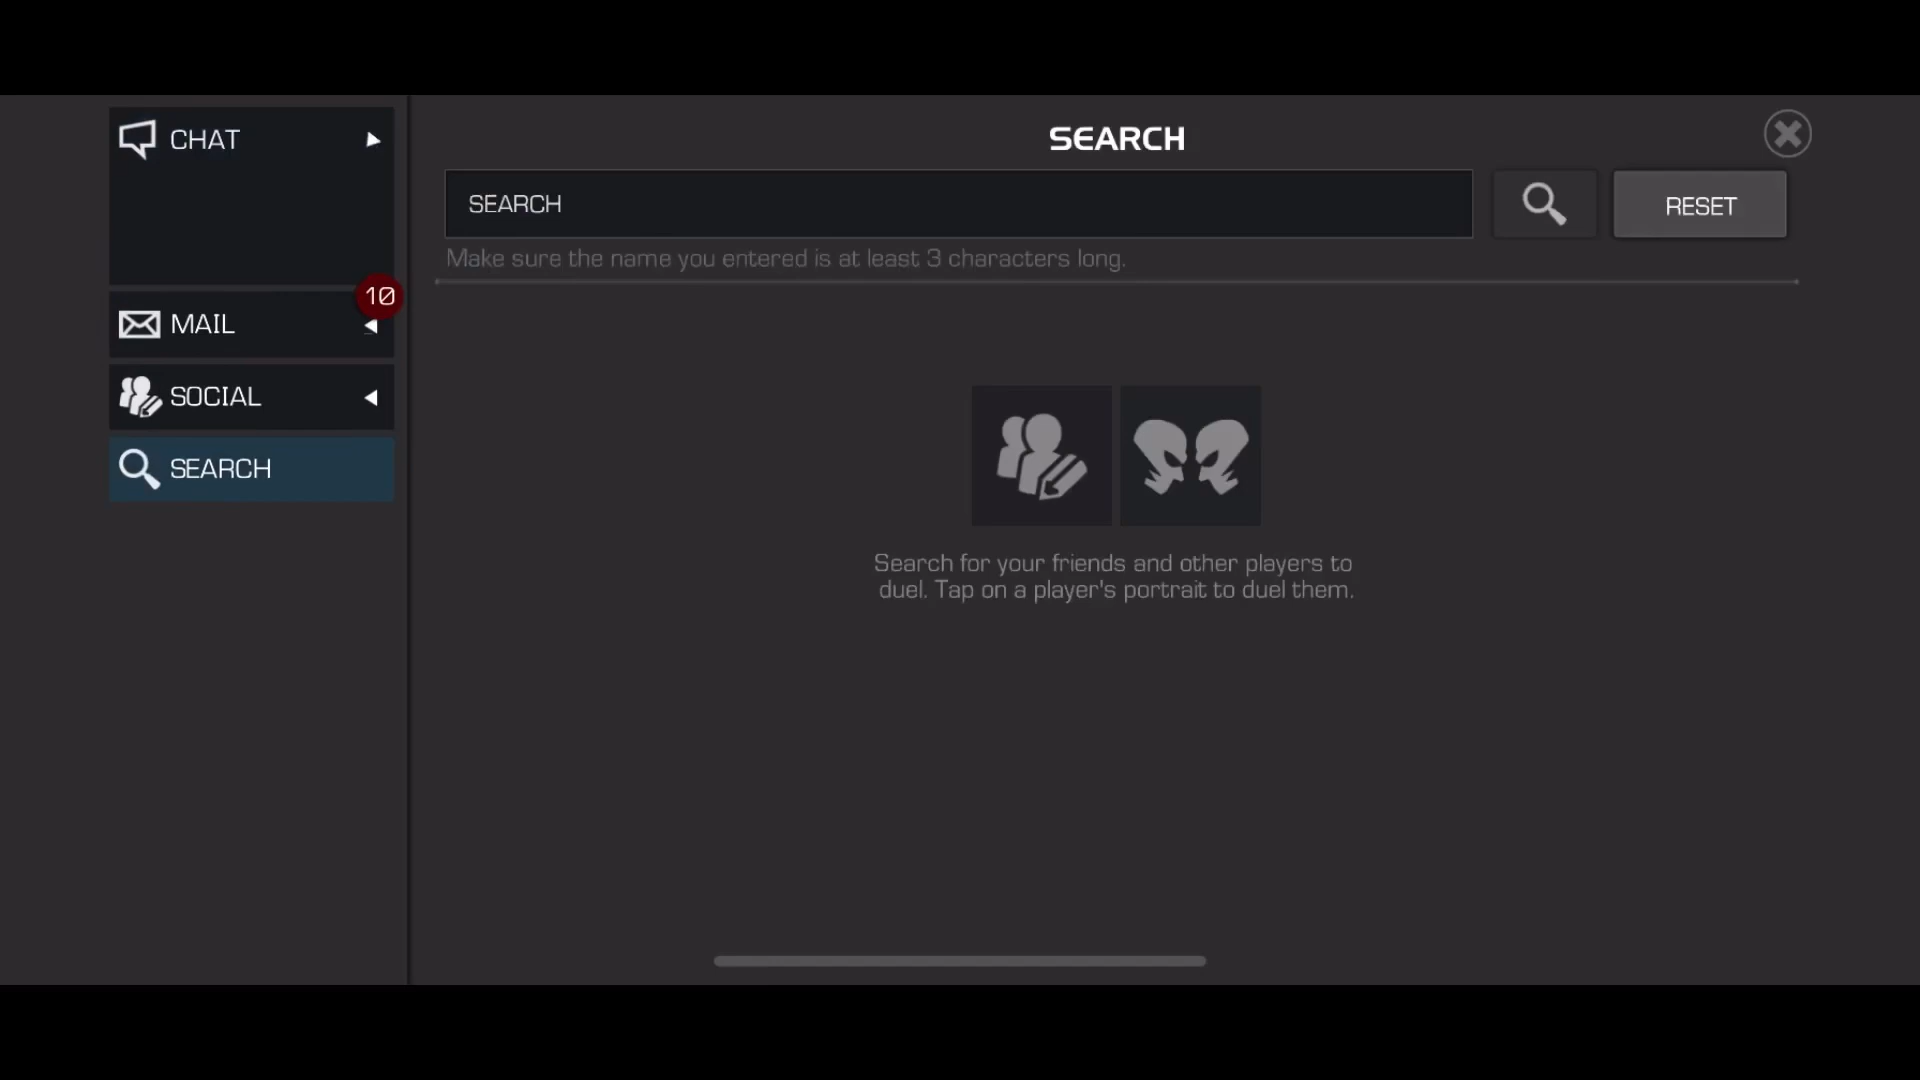 CHAT
10
MAIL
SOCIAL
SEARCH
SEARCH
SEARCH
RESET
Make sure the name you entered is at least 3 characters long.
Search for your friends and other players to
duel. Tap on a player's portrait to duel them.